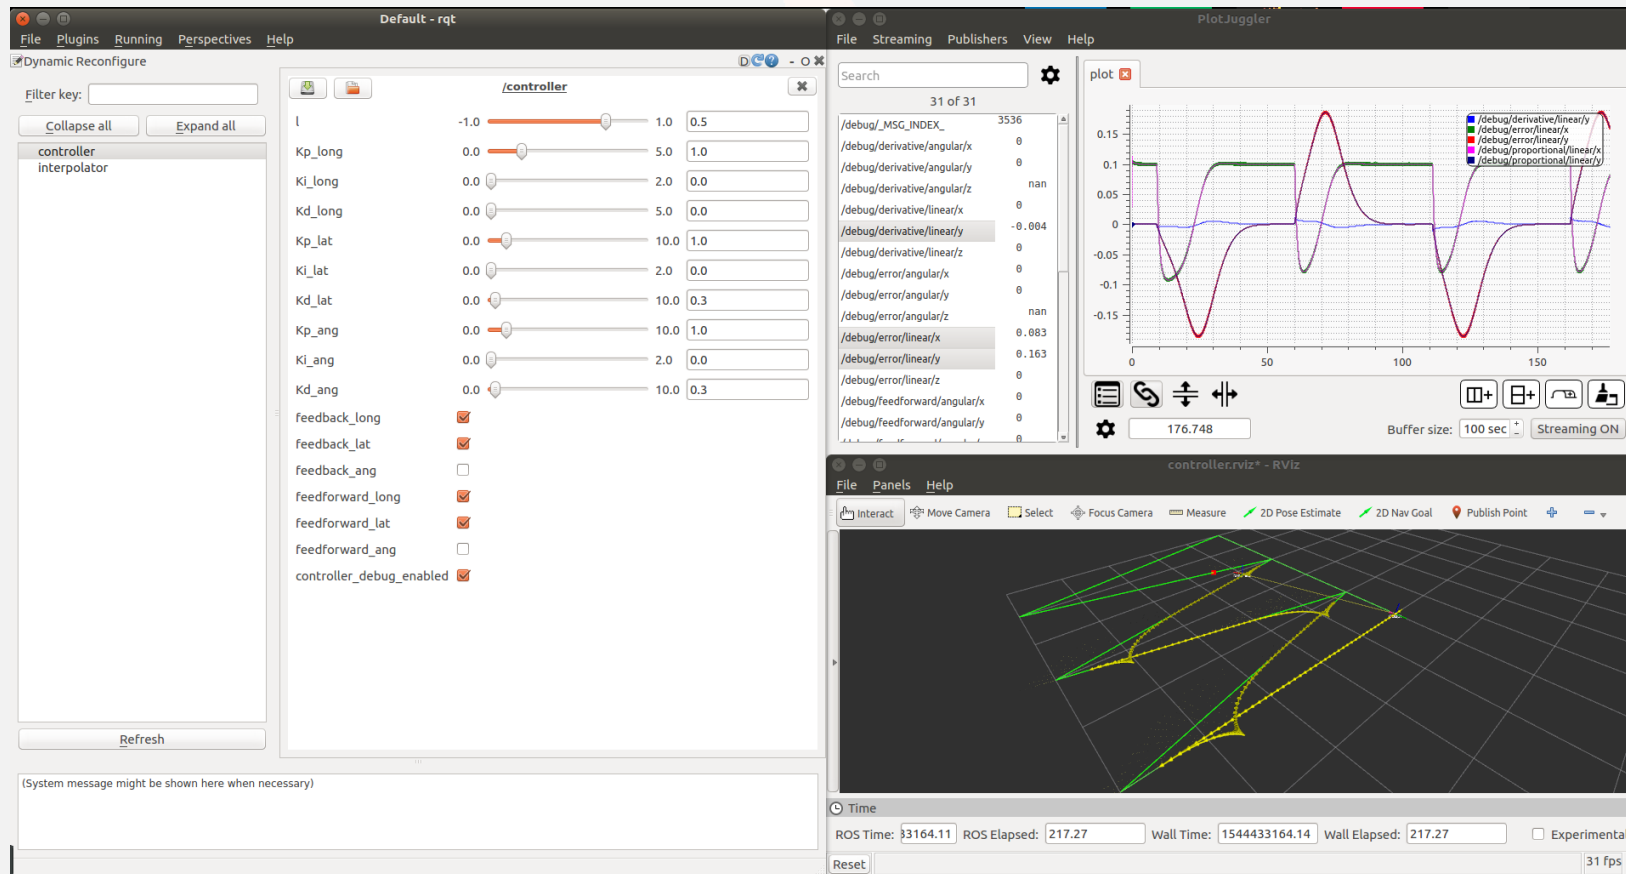 Default - rqt
File Plugins Running Perspectives Help
Dynamic Reconfigure
D C ? - O ✖
Filter key:
Collapse all Expand all
controller
interpolator
Refresh
/controller
l -1.0 1.0 0.5
Kp_long 0.0 5.0 1.0
Ki_long 0.0 2.0 0.0
Kd_long 0.0 5.0 0.0
Kp_lat 0.0 10.0 1.0
Ki_lat 0.0 2.0 0.0
Kd_lat 0.0 10.0 0.3
Kp_ang 0.0 10.0 1.0
Ki_ang 0.0 2.0 0.0
Kd_ang 0.0 10.0 0.3
feedback_long
feedback_lat
feedback_ang
feedforward_long
feedforward_lat
feedforward_ang
controller_debug_enabled
(System message might be shown here when necessary)
PlotJuggler
File Streaming Publishers View Help
Search
31 of 31
/debug/_MSG_INDEX_ 3536
/debug/derivative/angular/x 0
/debug/derivative/angular/y 0
/debug/derivative/angular/z nan
/debug/derivative/linear/x 0
/debug/derivative/linear/y -0.004
/debug/derivative/linear/z 0
/debug/error/angular/x 0
/debug/error/angular/y 0
/debug/error/angular/z nan
/debug/error/linear/x 0.083
/debug/error/linear/y 0.163
/debug/error/linear/z 0
/debug/feedforward/angular/x 0
/debug/feedforward/angular/y 0
0
plot
/debug/derivative/linear/y
/debug/error/linear/x
/debug/error/linear/y
/debug/proportional/linear/x
/debug/proportional/linear/y
0.15
0.1
0.05
0
-0.05
-0.1
-0.15
0 50 100 150
176.748
Buffer size: 100 sec + - Streaming ON
controller.rviz* - RViz
File Panels Help
Interact Move Camera Select Focus Camera Measure 2D Pose Estimate 2D Nav Goal Publish Point
Time
ROS Time: 33164.11 ROS Elapsed: 217.27 Wall Time: 1544433164.14 Wall Elapsed: 217.27 Experimenta
Reset 31 fps